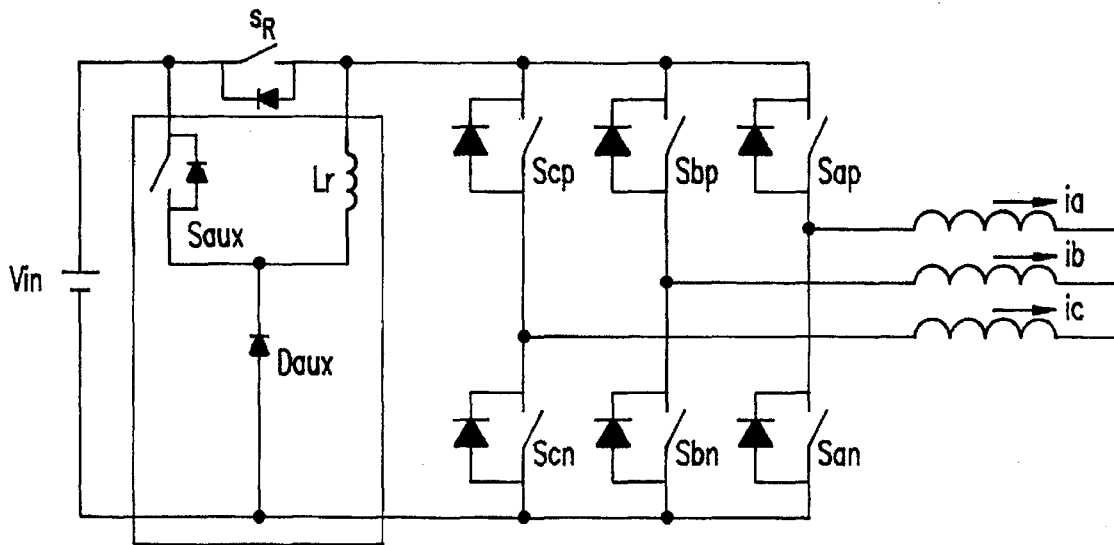 SR
Lr
Saux
Scp
Sbp
Sap
ia
Vin
ib
ic
Daux
Scn
Sbn
San